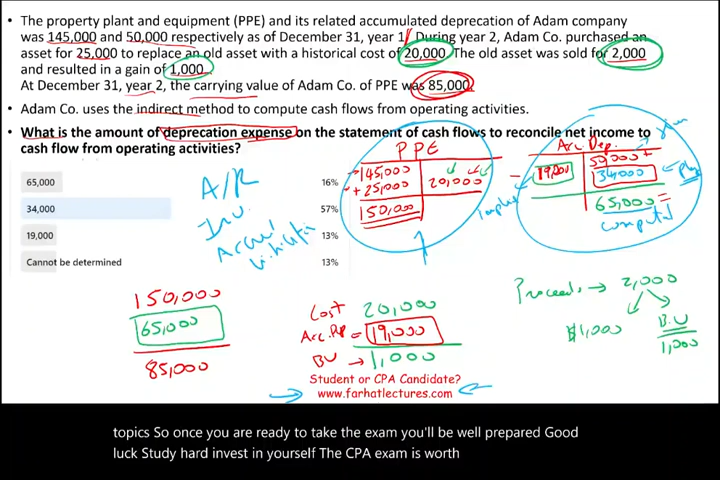 The property plant and equipment (PPE) and its related accumulated deprecation of Adam company
was 145,000 and 50,000 respectively as of December 31, year 1. During year 2, Adam Co. purchased an
asset for 25,000 to replace an old asset with a historical cost of 20,000. The old asset was sold for 2,000
and resulted in a gain of 1,000.
At December 31, year 2, the carrying value of Adam Co. of PPE was 85,000.
Adam Co. uses the indirect method to compute cash flows from operating activities.
What is the amount of deprecation expense on the statement of cash flows to reconcile net income to
cash flow from operating activities?
65,000 16%
34,000 57%
19,000 13%
Cannot be determined 13%
A/R
Inv.
PPE
145,000
+ 25,000 20,000
150,000
Acc. Dep.
50,000 +
19,000 34,000
65,000 =
computed
150,000
65,000
85,000
Cost 20,000
Acc. Dep = 19,000
BV → 1,000
Proceeds → 2,000
$1,000 B.V
1,000
Student or CPA Candidate?
www.farhatlectures.com
topics So once you are ready to take the exam you'll be well prepared Good
luck Study hard invest in yourself The CPA exam is worth